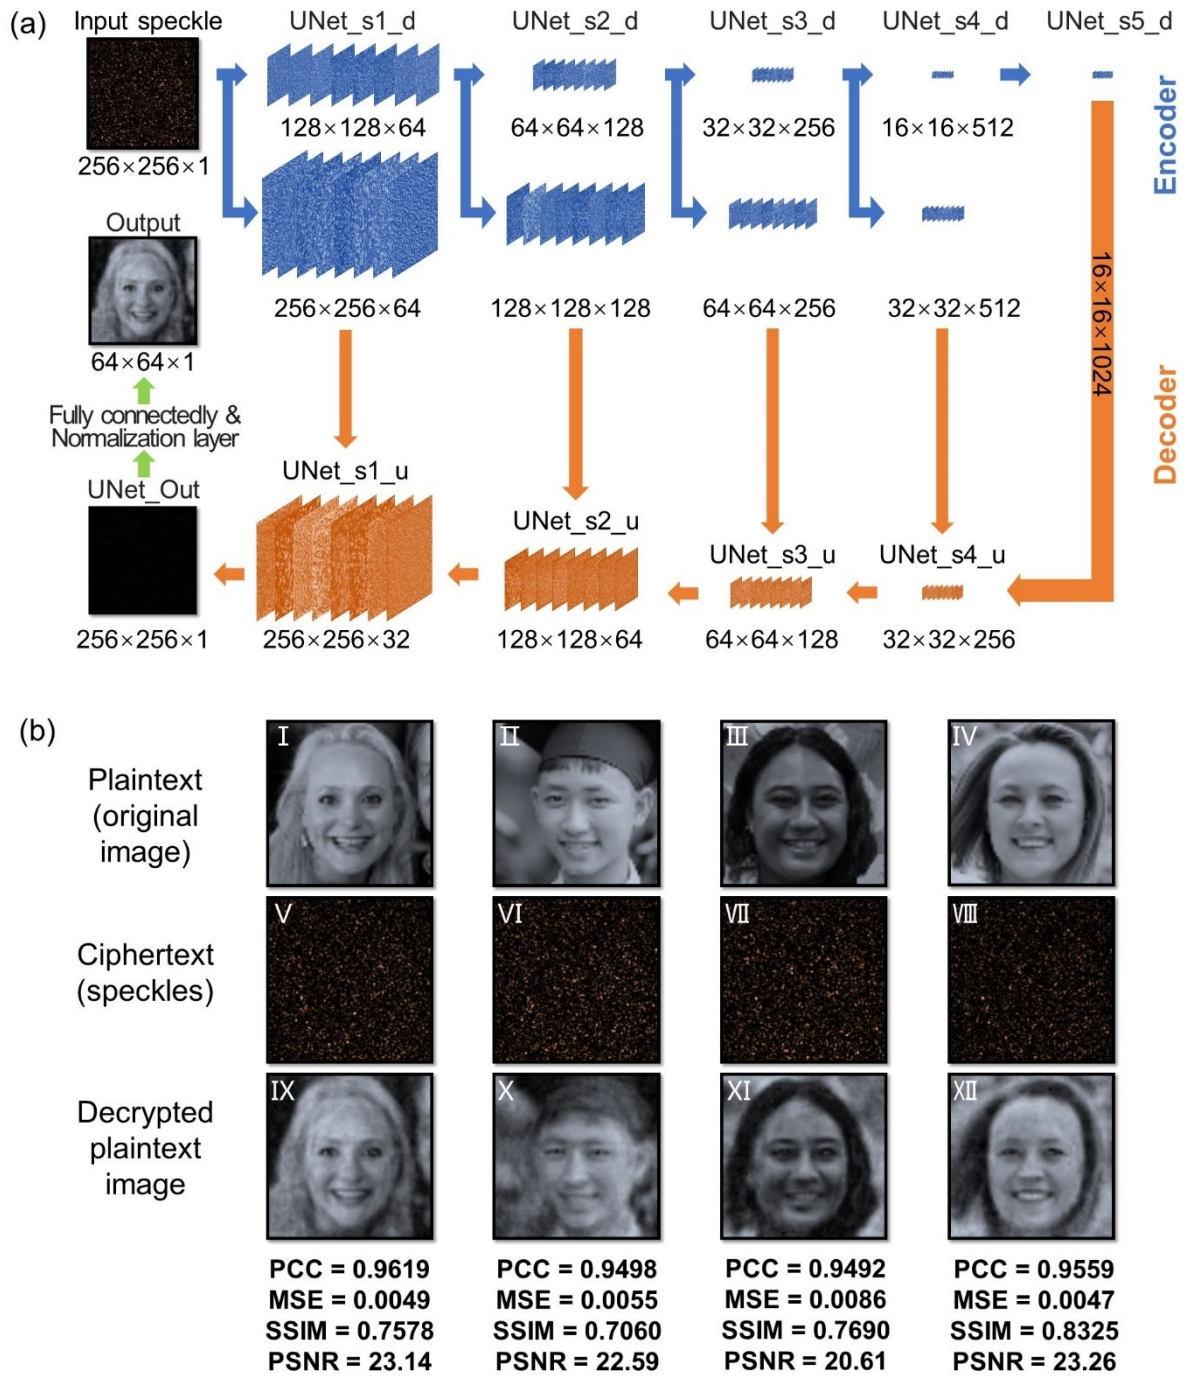 (a)
Input speckle
UNet_s1_d
UNet_s2_d
UNet_s3_d
UNet_s4_d
UNet_s5_d
128×128×64
64×64×128
32×32×256
16×16×512
256×256×1
Encoder
Output
256×256×64
128×128×128
64×64×256
32×32×512
16×16×1024
64×64×1
Decoder
Fully connectedly &
Normalization layer
UNet_Out
UNet_s1_u
UNet_s2_u
UNet_s3_u
UNet_s4_u
256×256×1
256×256×32
128×128×64
64×64×128
32×32×256
(b)
Plaintext
(original
image)
I
II
III
IV
Ciphertext
(speckles)
V
VI
VII
VIII
Decrypted
plaintext
image
IX
X
XI
XII
PCC = 0.9619
MSE = 0.0049
SSIM = 0.7578
PSNR = 23.14
PCC = 0.9498
MSE = 0.0055
SSIM = 0.7060
PSNR = 22.59
PCC = 0.9492
MSE = 0.0086
SSIM = 0.7690
PSNR = 20.61
PCC = 0.9559
MSE = 0.0047
SSIM = 0.8325
PSNR = 23.26